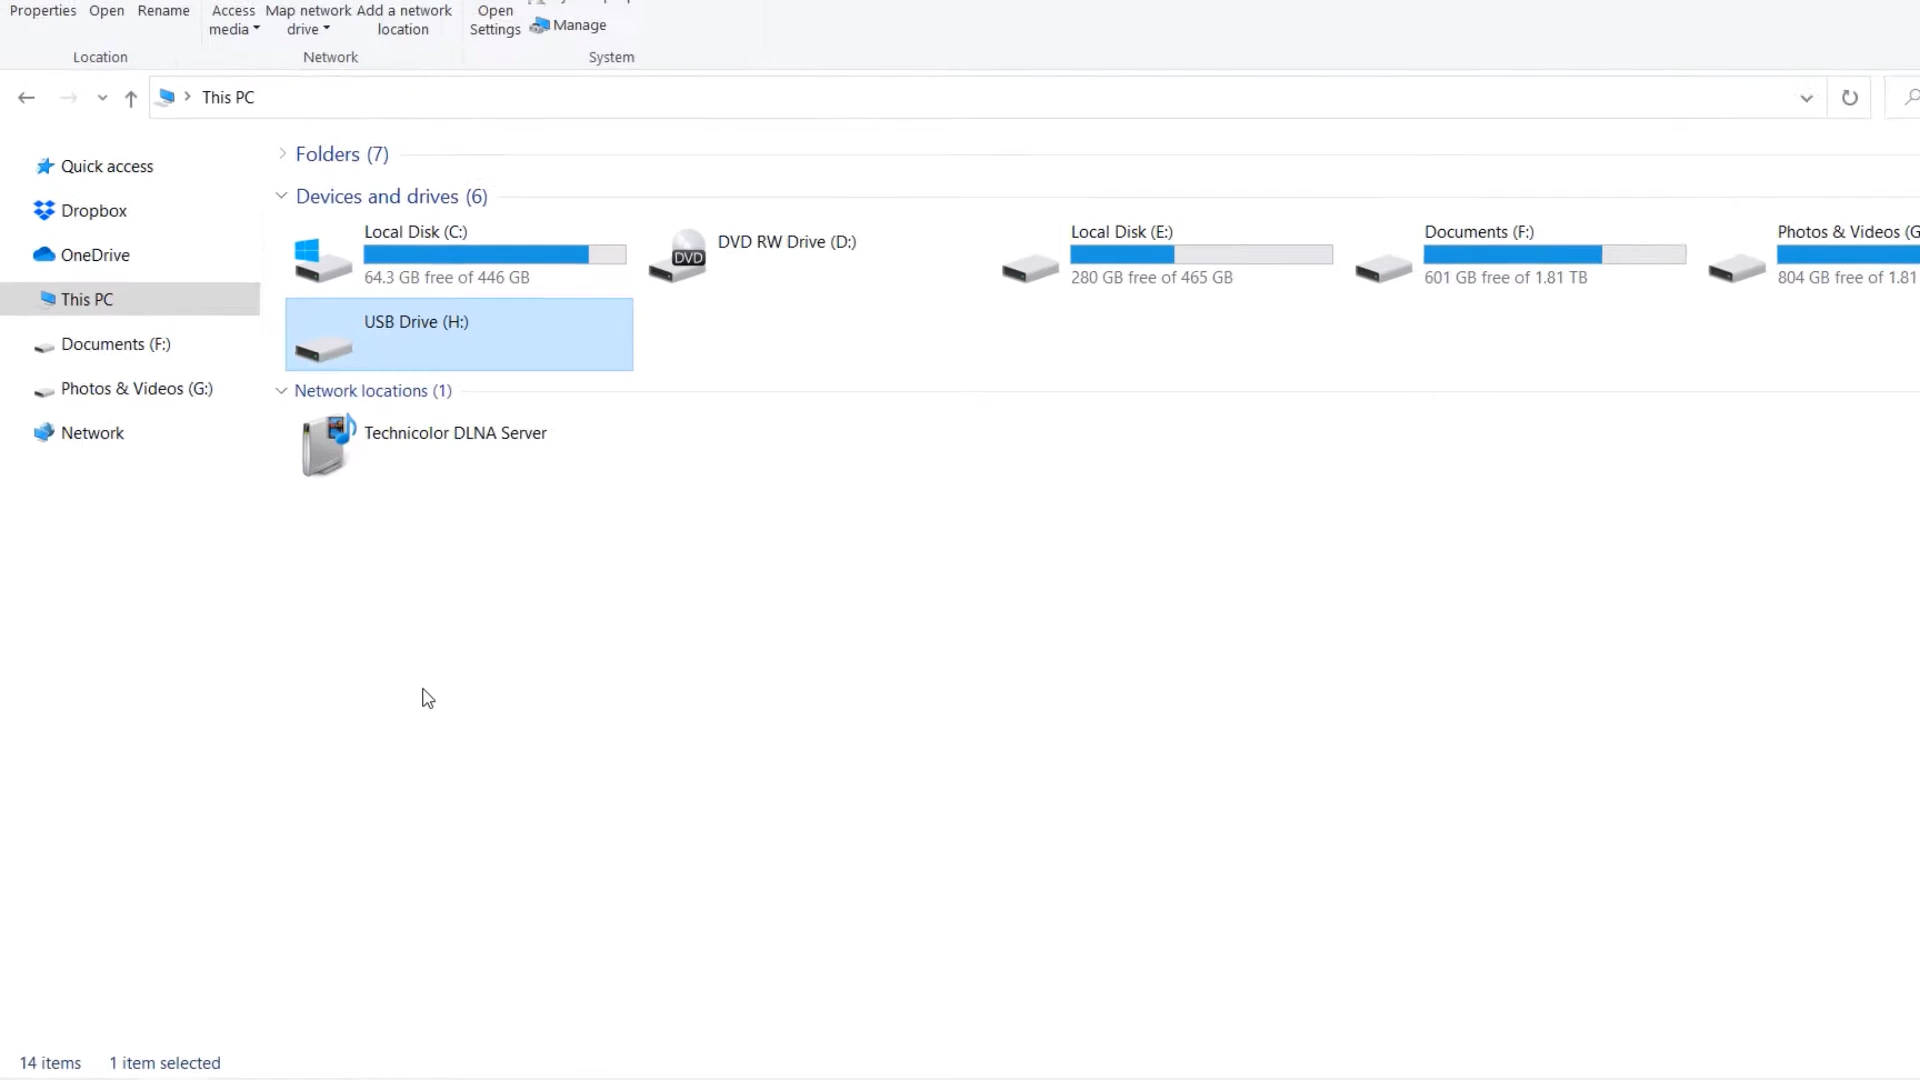 Properties Open Rename Access media Map network drive Add a network location Open Settings Manage
Location Network System
This PC
Quick access
Dropbox
OneDrive
This PC
Documents (F:)
Photos & Videos (G:)
Network
Folders (7)
Devices and drives (6)
Local Disk (C:)
64.3 GB free of 446 GB
DVD
DVD RW Drive (D:)
Local Disk (E:)
280 GB free of 465 GB
Documents (F:)
601 GB free of 1.81 TB
Photos & Videos (G
804 GB free of 1.81
USB Drive (H:)
Network locations (1)
Technicolor DLNA Server
14 items 1 item selected